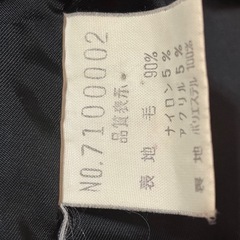 NO.7100002
品質表示
表地 毛 90%
ナイロン 5%
アクリル 5%
裏地 ポリエステル 100%